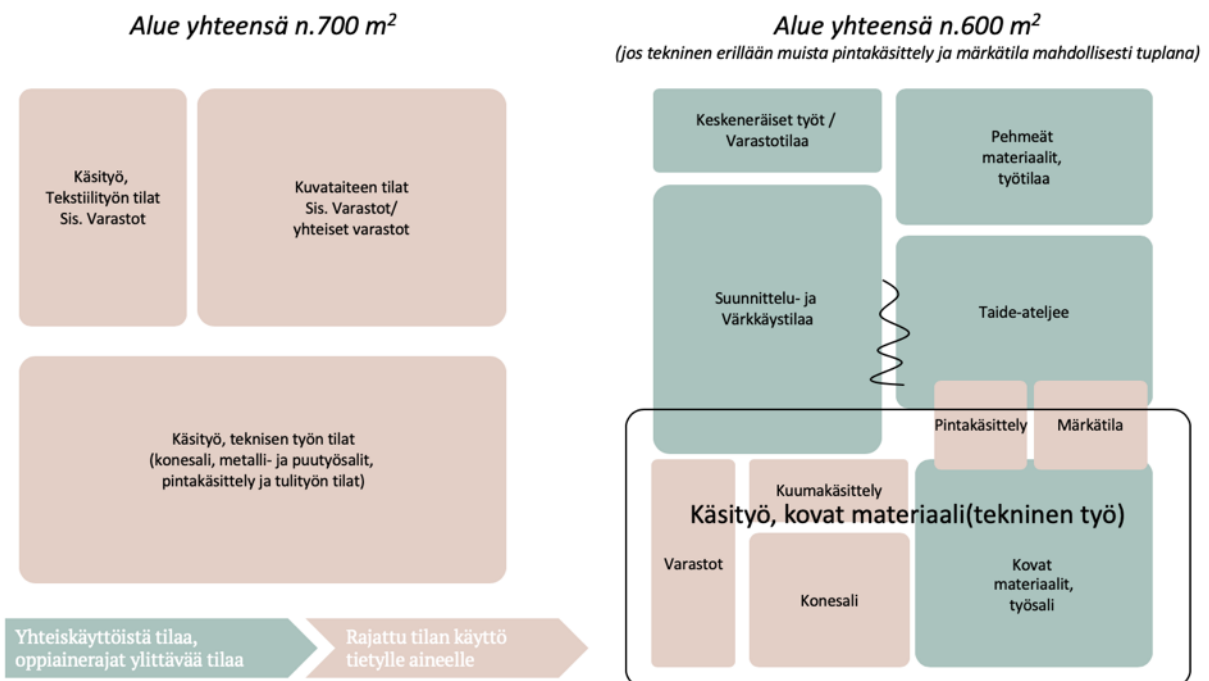 Alue yhteensä n.700 m²
Käsityö,
Tekstiilityön tilat
Sis. Varastot
Kuvataiteen tilat
Sis. Varastot/
yhteiset varastot
Käsityö, teknisen työn tilat
(konesali, metalli- ja puutyösalit,
pintakäsittely ja tulityön tilat)
Yhteiskäyttöistä tilaa,
oppiainerajat ylittävää tilaa
Rajattu tilan käyttö
tietylle aineelle
Alue yhteensä n.600 m²
(jos tekninen erillään muista pintakäsittely ja märkätila mahdollisesti tuplana)
Keskeneräiset työt /
Varastotilaa
Pehmeät
materiaalit,
työtilaa
Suunnittelu- ja
Värkkäystilaa
Taide-ateljee
Pintakäsittely
Märkätila
Kuumakäsittely
Käsityö, kovat materiaali(tekninen työ)
Varastot
Konesali
Kovat
materiaalit,
työsali